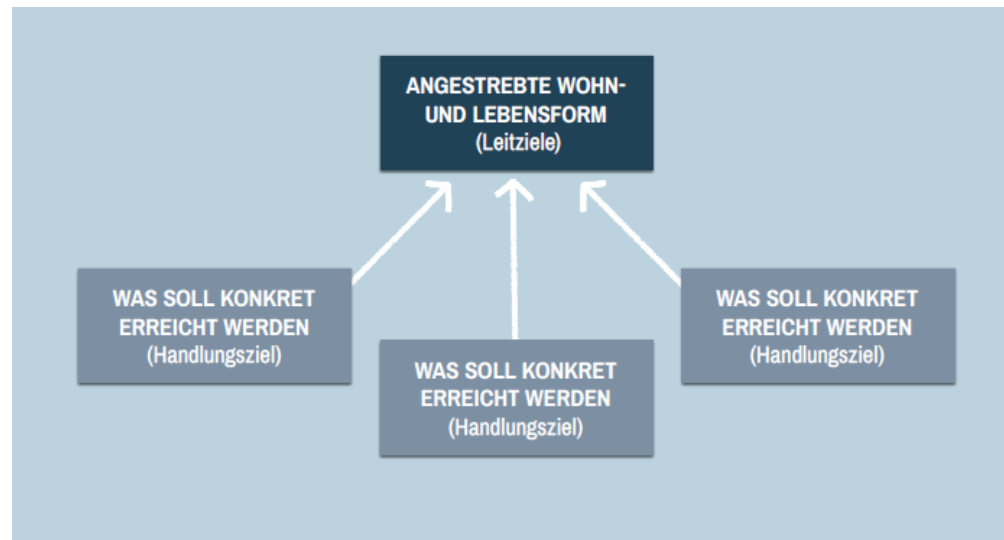 ANGESTREBTE WOHN-
UND LEBENSFORM
(Leitziele)
WAS SOLL KONKRET
ERREICHT WERDEN
(Handlungsziel)
WAS SOLL KONKRET
ERREICHT WERDEN
(Handlungsziel)
WAS SOLL KONKRET
ERREICHT WERDEN
(Handlungsziel)